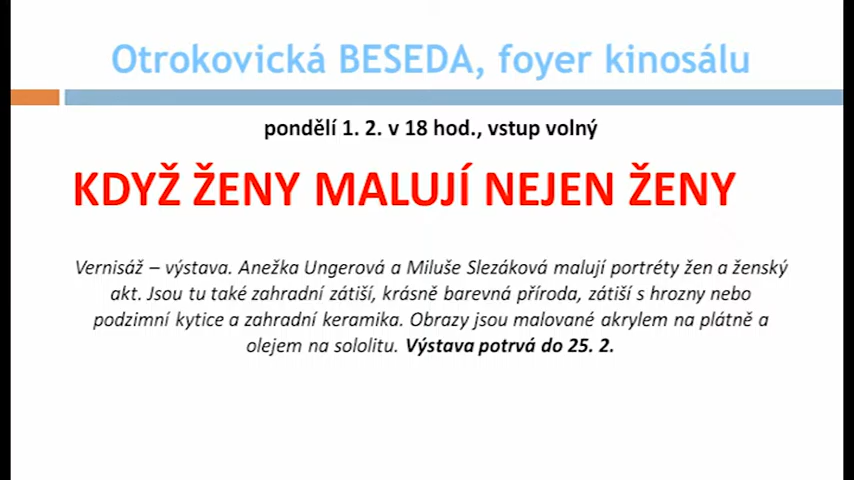 Otrokovická BESEDA, foyer kinosálu
pondělí 1. 2. v 18 hod., vstup volný
KDYŽ ŽENY MALUJÍ NEJEN ŽENY
Vernisáž – výstava. Anežka Ungerová a Miluše Slezáková malují portréty žen a ženský
akt. Jsou tu také zahradní zátiší, krásně barevná příroda, zátiší s hrozny nebo
podzimní kytice a zahradní keramika. Obrazy jsou malované akrylem na plátně a
olejem na sololitu. Výstava potrvá do 25. 2.